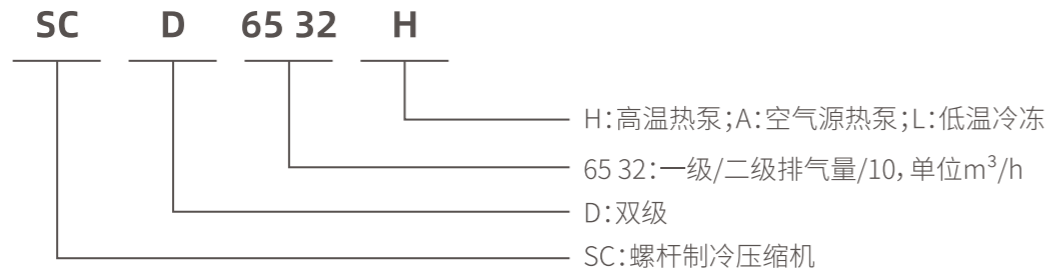 SC D 65 32 H
H:高温热泵;A:空气源热泵;L:低温冷冻
65 32:一级/二级排气量/10,单位m³/h
D:双级
SC:螺杆制冷压缩机